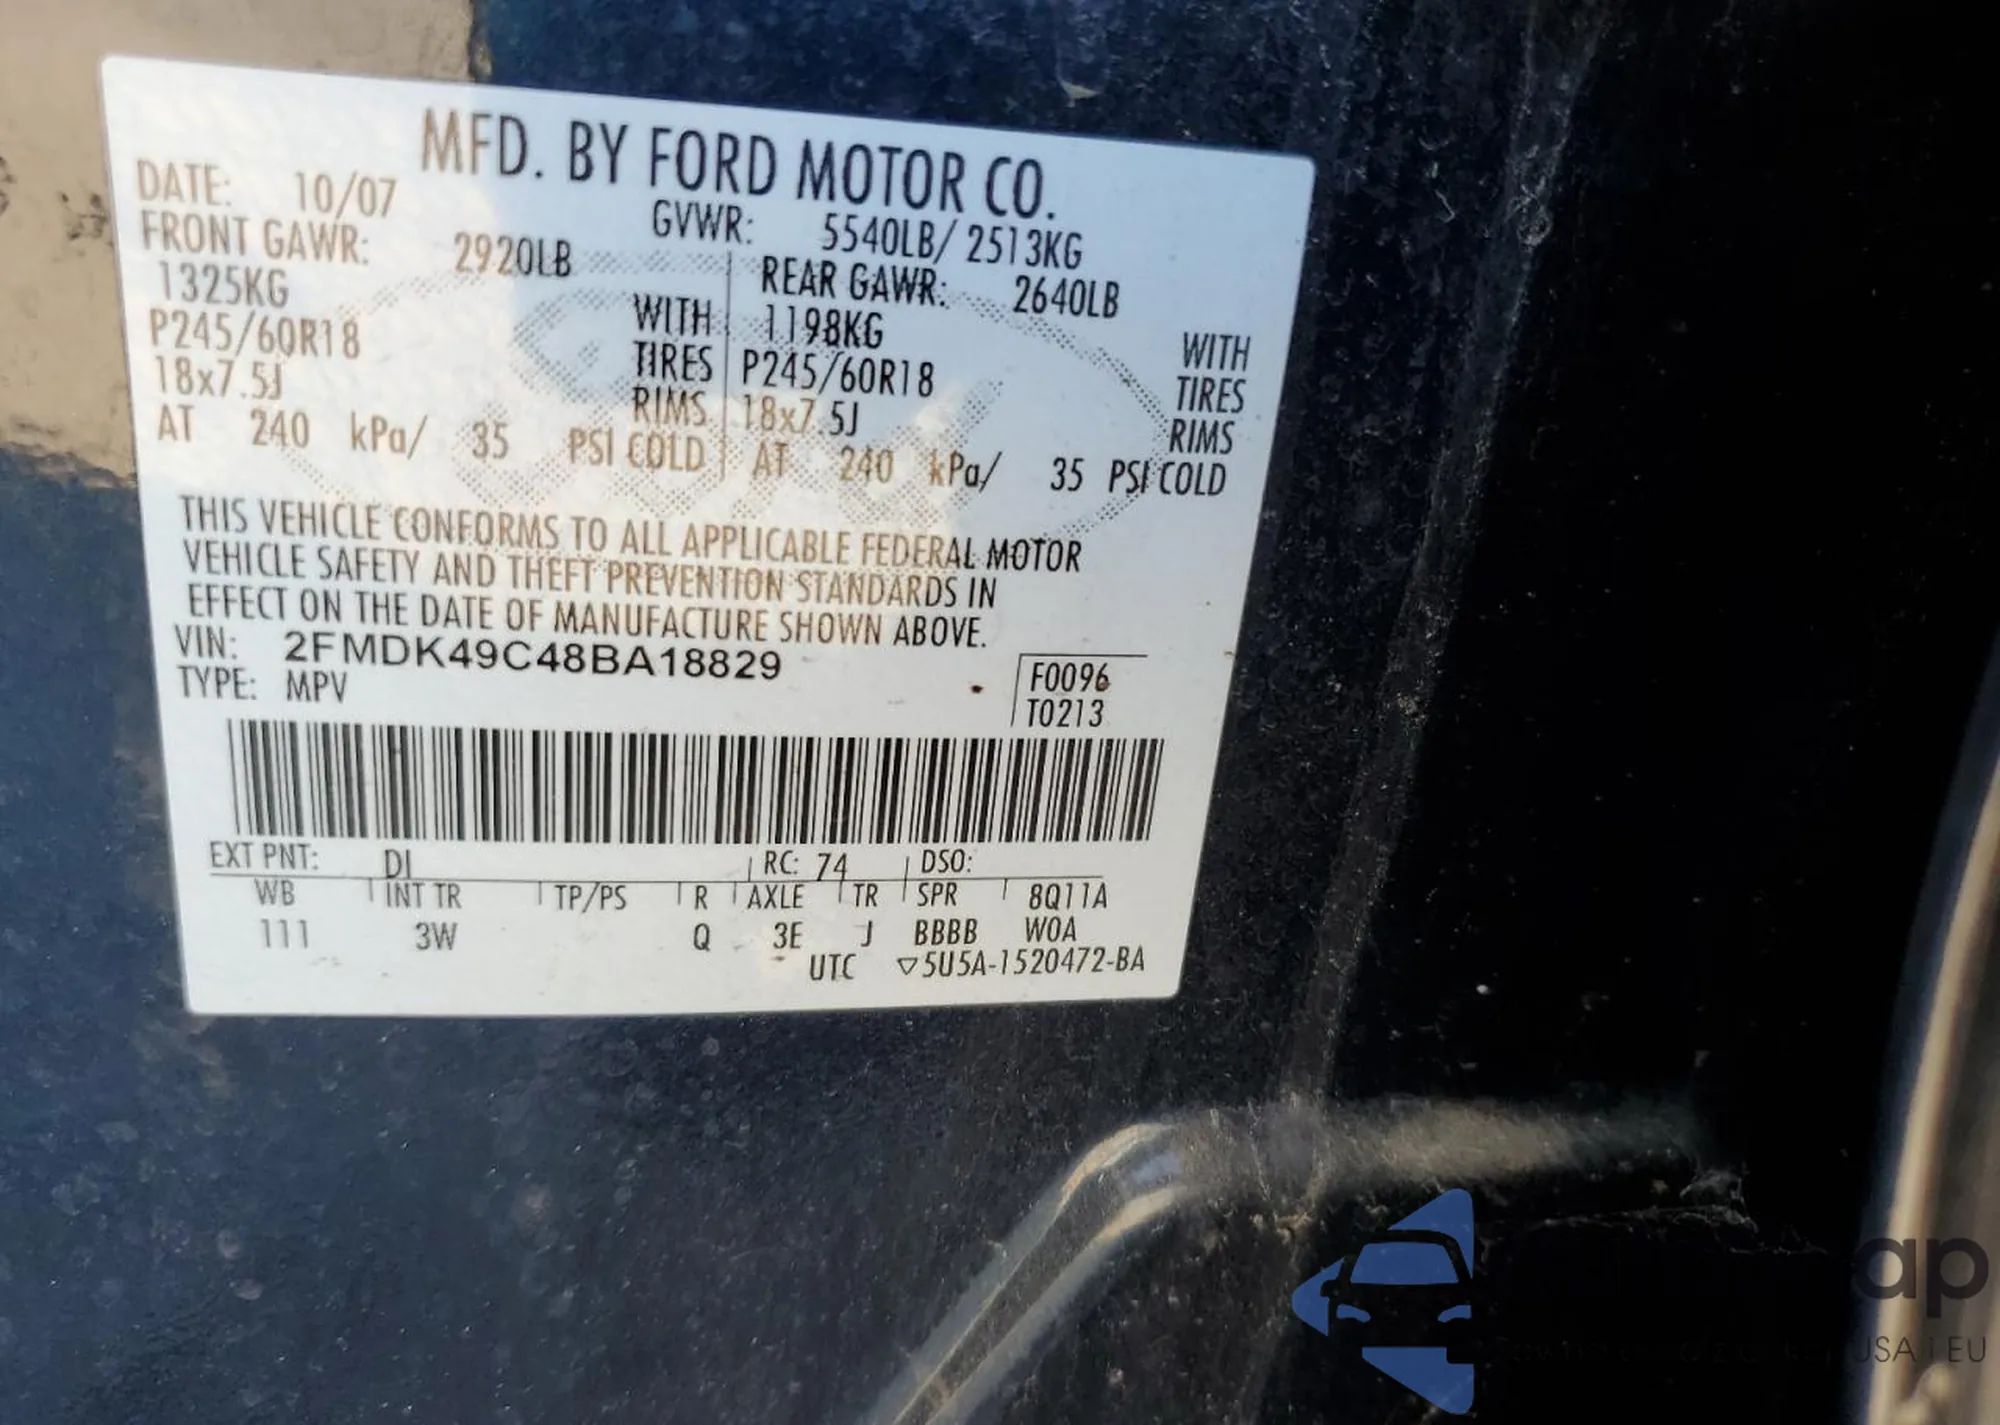 MFD. BY FORD MOTOR CO.
DATE: 10/07
GVWR: 5540LB/ 2513KG
FRONT GAWR: 2920LB
1325KG WITH
P245/60R18 TIRES
18x7.5J RIMS
AT 240 kPa/ 35 PSI COLD
REAR GAWR: 2640LB
1198KG WITH
P245/60R18 TIRES
18x7.5J RIMS
AT 240 kPa/ 35 PSI COLD
THIS VEHICLE CONFORMS TO ALL APPLICABLE FEDERAL MOTOR
VEHICLE SAFETY AND THEFT PREVENTION STANDARDS IN
EFFECT ON THE DATE OF MANUFACTURE SHOWN ABOVE.
VIN: 2FMDK49C48BA18829
TYPE: MPV
F0096
T0213
EXT PNT: DI RC: 74 DSO:
WB INT TR TP/PS R AXLE TR SPR 8Q11A
111 3W Q 3E J BBBB W0A
UTC ▽5U5A-1520472-BA
USA | EU